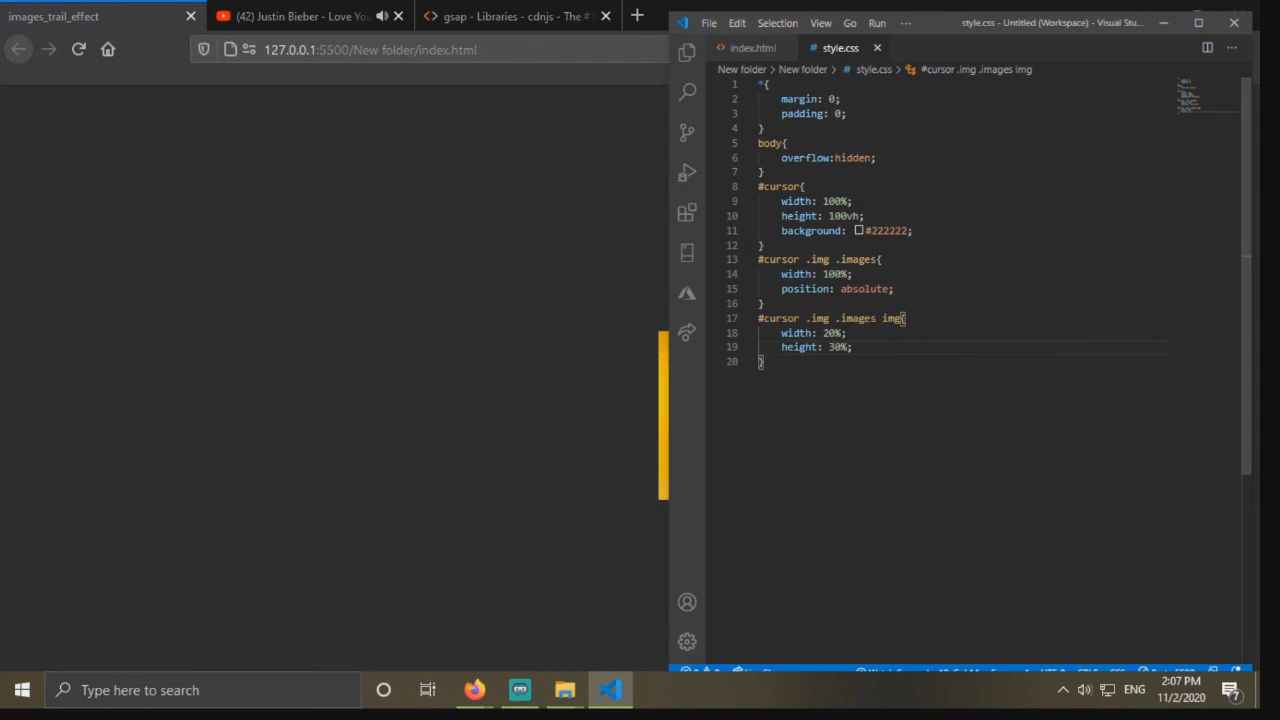 images_trail_effect
(42) Justin Bieber - Love You
gsap - Libraries - cdnjs - The #1
127.0.0.1:5500/New folder/index.html
File Edit Selection View Go Run ···
style.css - Untitled (Workspace) - Visual Stu...
index.html
style.css
New folder > New folder > # style.css > #cursor .img .images img
1 *{
2 margin: 0;
3 padding: 0;
4 }
5 body{
6 overflow:hidden;
7 }
8 #cursor{
9 width: 100%;
10 height: 100vh;
11 background: #222222;
12 }
13 #cursor .img .images{
14 width: 100%;
15 position: absolute;
16 }
17 #cursor .img .images img{
18 width: 20%;
19 height: 30%;
20 }
Type here to search
ENG
2:07 PM
11/2/2020
7